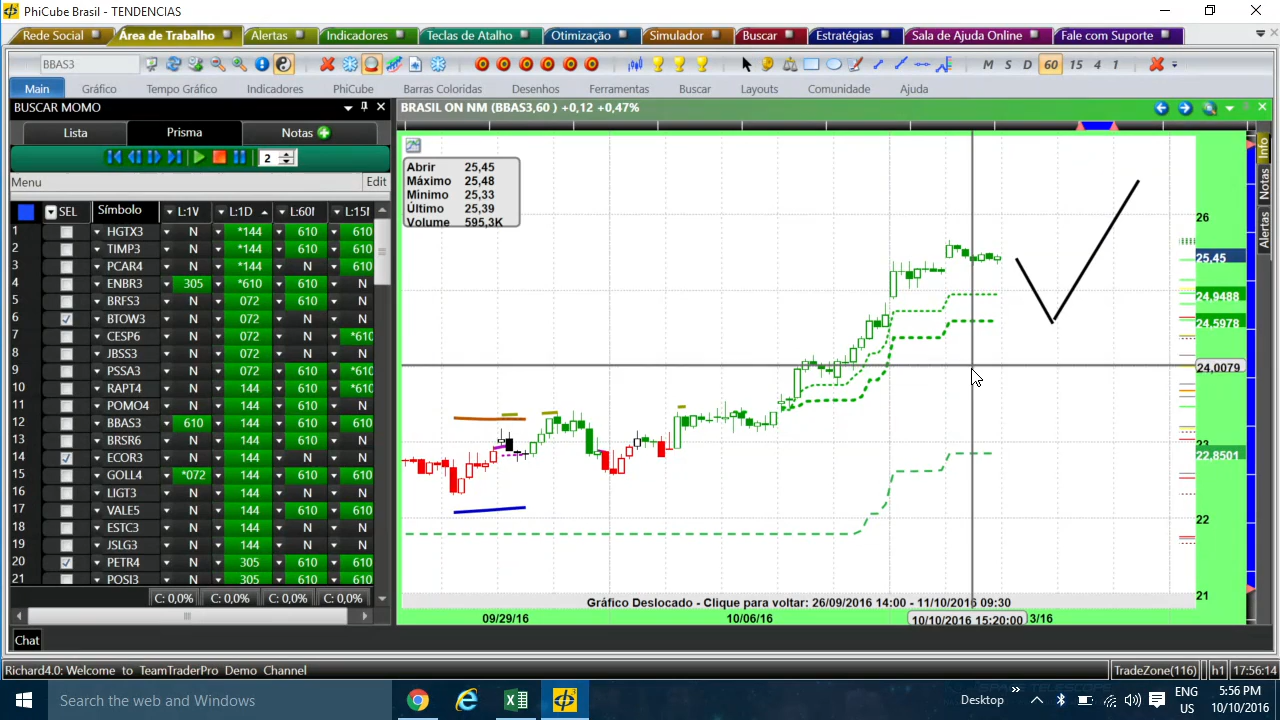 PhiCube Brasil - TENDENCIAS
Rede Social Área de Trabalho Alertas Indicadores Teclas de Atalho Otimização Simulador Buscar Estratégias Sala de Ajuda Online Fale com Suporte
BBAS3 M S D 60 15 4 1
Main Gráfico Tempo Gráfico Indicadores PhiCube Barras Coloridas Desenhos Ferramentas Buscar Layouts Comunidade Ajuda
BUSCAR MOMO
Lista Prisma Notas
2
Menu Edit
SEL Símbolo L:1D
1 HGTX3 N *144 610 610
2 TIMP3 N *144 610 610
3 PCAR4 N *144 N 610
4 ENBR3 305 *610 N N
5 BRFS3 N 072 610 610
6 BTOW3 N 072 N N
7 CESP6 N 072 N *610
8 JBSS3 N 072 N N
9 PSSA3 N 072 N *610
10 RAPT4 N 144 N *610
11 POMO4 N 144 610 N
12 BBAS3 610 144 610 N
13 BRSR6 N 144 610 N
14 ECOR3 N 144 N N
15 GOLL4 *072 144 610 610
16 LIGT3 N 144 N N
17 VALE5 N 144 610 N
18 ESTC3 N 144 N N
19 JSLG3 N 144 N N
20 PETR4 N 305 610 610
21 POSI3 N 305 610 610
C: 0,0% C: 0,0% C: 0,0% C: 0,0%
BRASIL ON NM (BBAS3,60 ) +0,12 +0,47%
Abrir 25,45
Máximo 25,48
Minimo 25,33
Último 25,39
Volume 595,3K
Info
Notas
Alertas
26
25,45
24,9488
24,5978
24,0079
23
22,8501
22
21
Gráfico Deslocado - Clique para voltar: 26/09/2016 14:00 - 11/10/2016 09:30
09/29/16 10/06/16 10/10/2016 15:20:00 3/16
Chat
Richard4.0: Welcome to TeamTraderPro Demo Channel TradeZone(116) h1 17:56:14
Search the web and Windows Desktop ENG 5:56 PM
US 10/10/2016